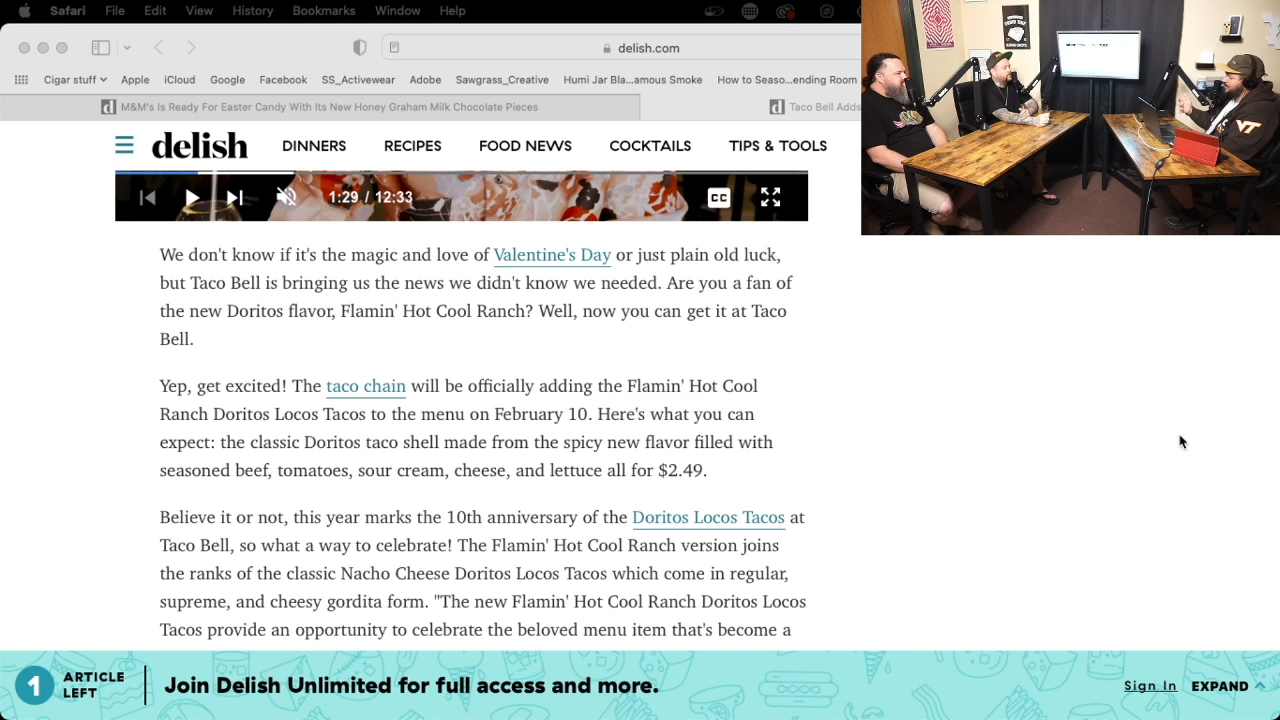 Safari File Edit View History Bookmarks Window Help
delish.com
Cigar stuff Apple iCloud Google Facebook SS_Activewear Adobe Sawgrass_Creative Humi Jar Bla...amous Smoke How to Seaso...ending Room
M&M's Is Ready For Easter Candy With Its New Honey Graham Milk Chocolate Pieces
Taco Bell Adds
delish DINNERS RECIPES FOOD NEWS COCKTAILS TIPS & TOOLS
1:29 / 12:33 CC
VT
We don't know if it's the magic and love of Valentine's Day or just plain old luck,
but Taco Bell is bringing us the news we didn't know we needed. Are you a fan of
the new Doritos flavor, Flamin' Hot Cool Ranch? Well, now you can get it at Taco
Bell.
Yep, get excited! The taco chain will be officially adding the Flamin' Hot Cool
Ranch Doritos Locos Tacos to the menu on February 10. Here's what you can
expect: the classic Doritos taco shell made from the spicy new flavor filled with
seasoned beef, tomatoes, sour cream, cheese, and lettuce all for $2.49.
Believe it or not, this year marks the 10th anniversary of the Doritos Locos Tacos at
Taco Bell, so what a way to celebrate! The Flamin' Hot Cool Ranch version joins
the ranks of the classic Nacho Cheese Doritos Locos Tacos which come in regular,
supreme, and cheesy gordita form. "The new Flamin' Hot Cool Ranch Doritos Locos
Tacos provide an opportunity to celebrate the beloved menu item that's become a
1 ARTICLE
LEFT
Join Delish Unlimited for full access and more.
Sign In EXPAND